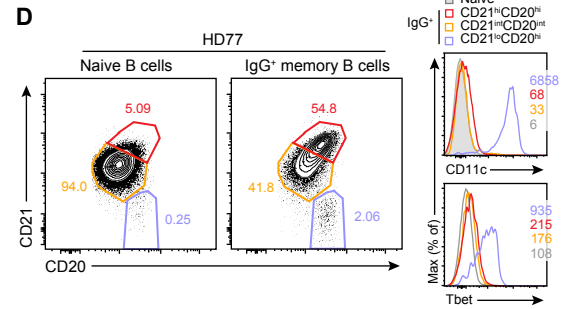 D
Naive
CD21hiCD20hi
IgG+
CD21intCD20int
CD21loCD20hi
HD77
Naive B cells
IgG+ memory B cells
5.09
54.8
94.0
41.8
0.25
2.06
CD21
CD20
6858
68
33
6
CD11c
935
215
176
108
Max (% of)
Tbet